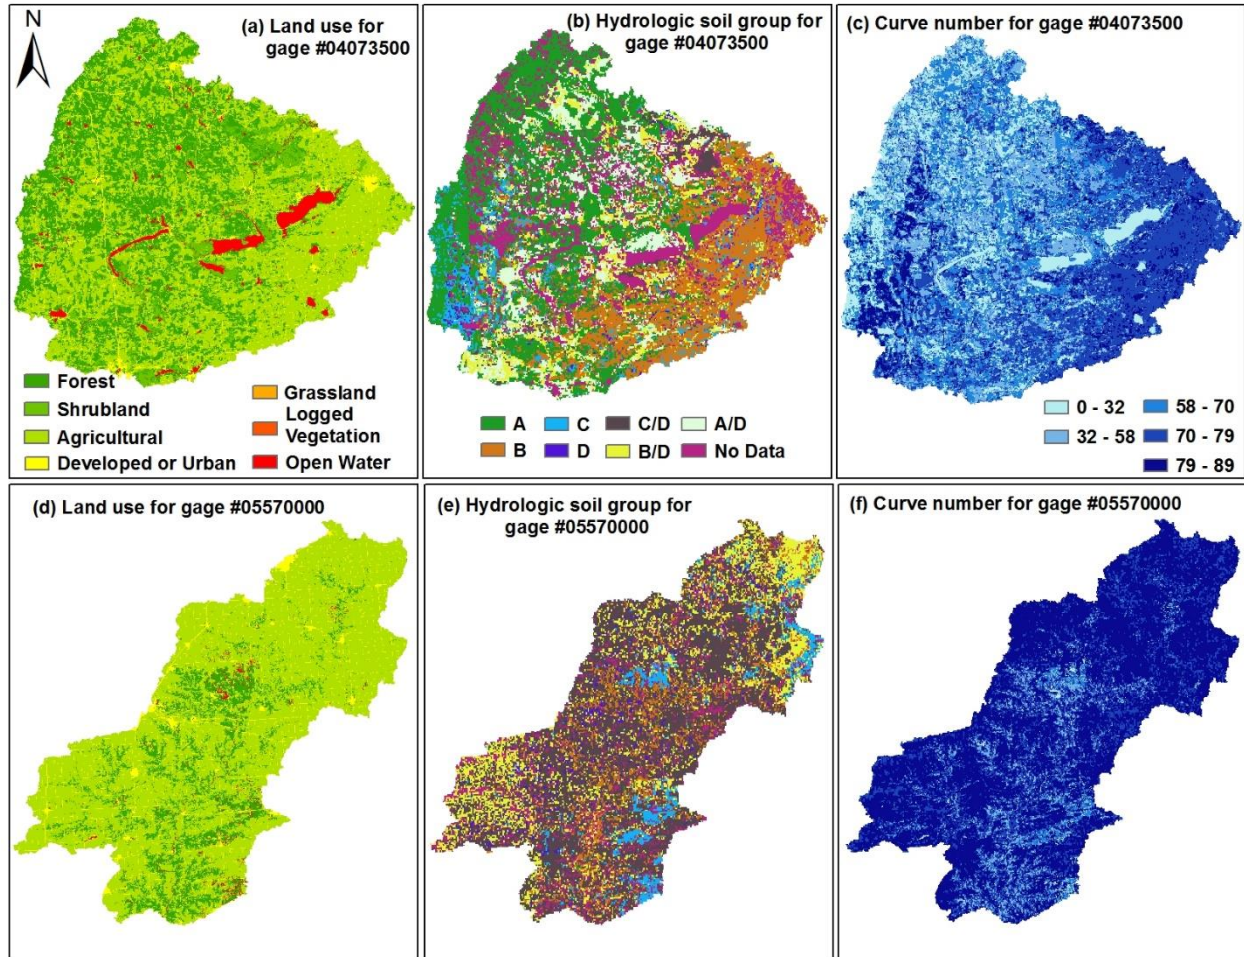 N
(a) Land use for
gage #04073500
Forest
Shrubland
Agricultural
Developed or Urban
Grassland
Logged
Vegetation
Open Water
(b) Hydrologic soil group for
gage #04073500
A
C
C/D
A/D
B
D
B/D
No Data
(c) Curve number for gage #04073500
0 - 32
58 - 70
32 - 58
70 - 79
79 - 89
(d) Land use for gage #05570000
(e) Hydrologic soil group for
gage #05570000
(f) Curve number for gage #05570000